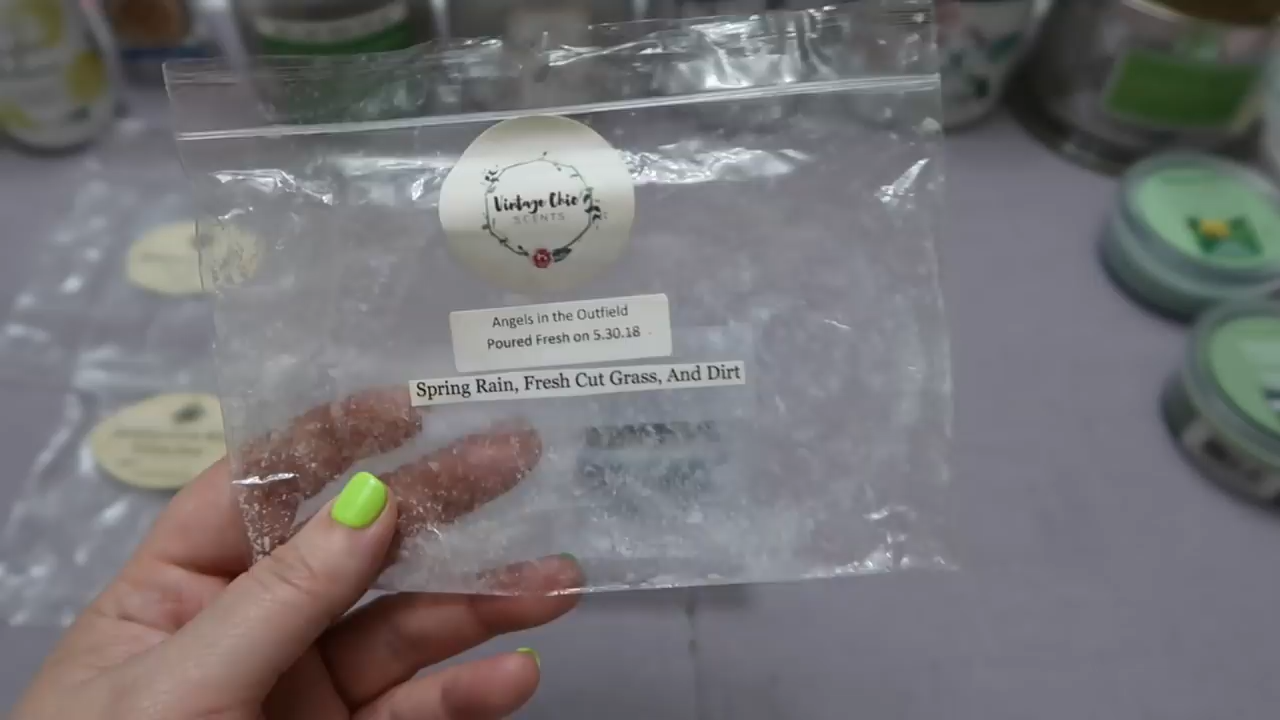 Vintage Chic
SCENTS
Angels in the Outfield
Poured Fresh on 5.30.18
Spring Rain, Fresh Cut Grass, And Dirt